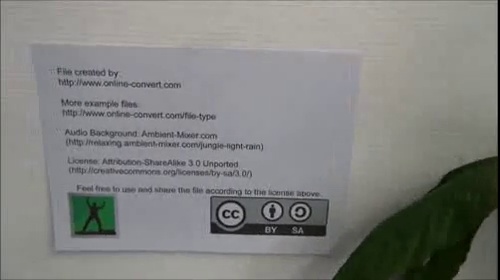 File created by:
http://www.online-convert.com
More example files:
http://www.online-convert.com/file-type
Audio Background: Ambient-Mixer.com
(http://relaxing.ambient-mixer.com/jungle-light-rain)
License: Attribution-ShareAlike 3.0 Unported
(http://creativecommons.org/licenses/by-sa/3.0/)
Feel free to use and share the file according to the license above.
cc
BY SA